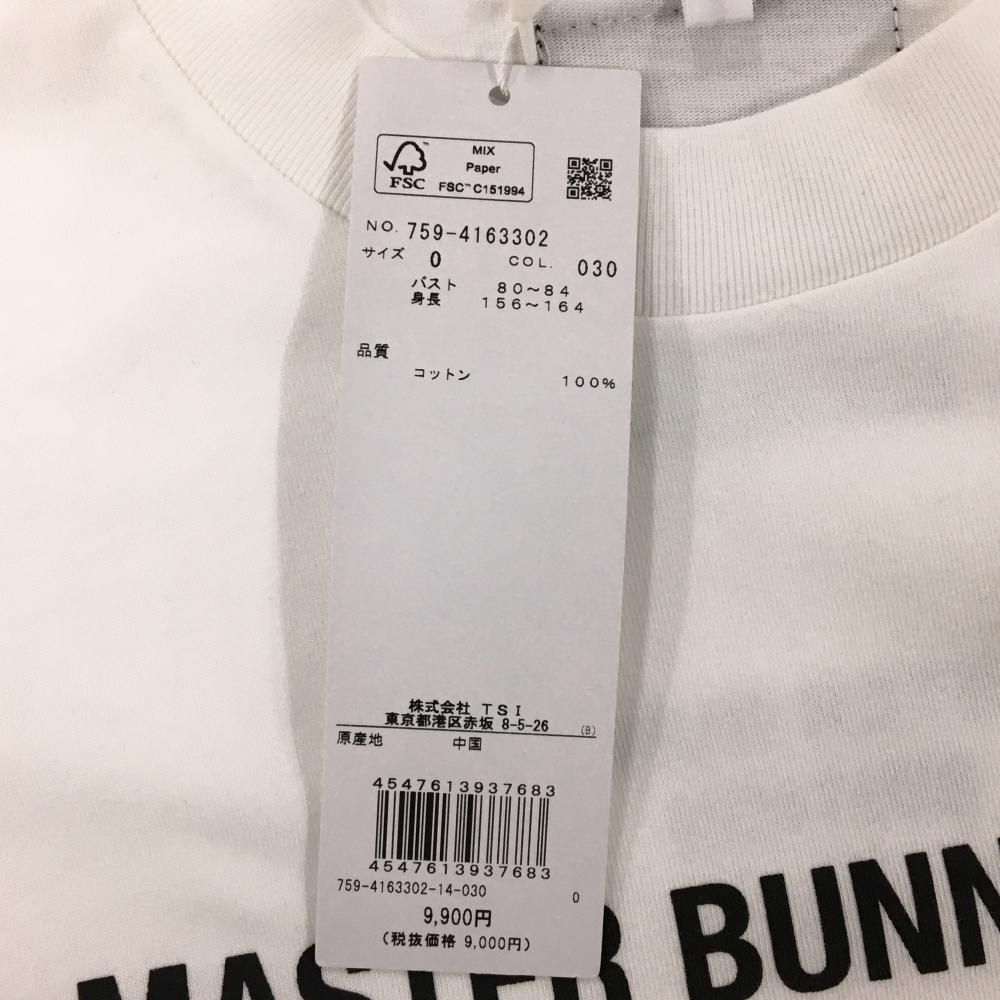 MIX
Paper
FSC™ C151994
FSC
NO. 759-4163302
サイズ 0 COL. 030
バスト 80～84
身長 156～164
品質
コットン 100%
株式会社 TSI
東京都港区赤坂 8-5-26 (B)
原産地 中国
4547613937683
4547613937683
759-4163302-14-030 0
9,900円
(税抜価格 9,000円)
MASTER BUNN